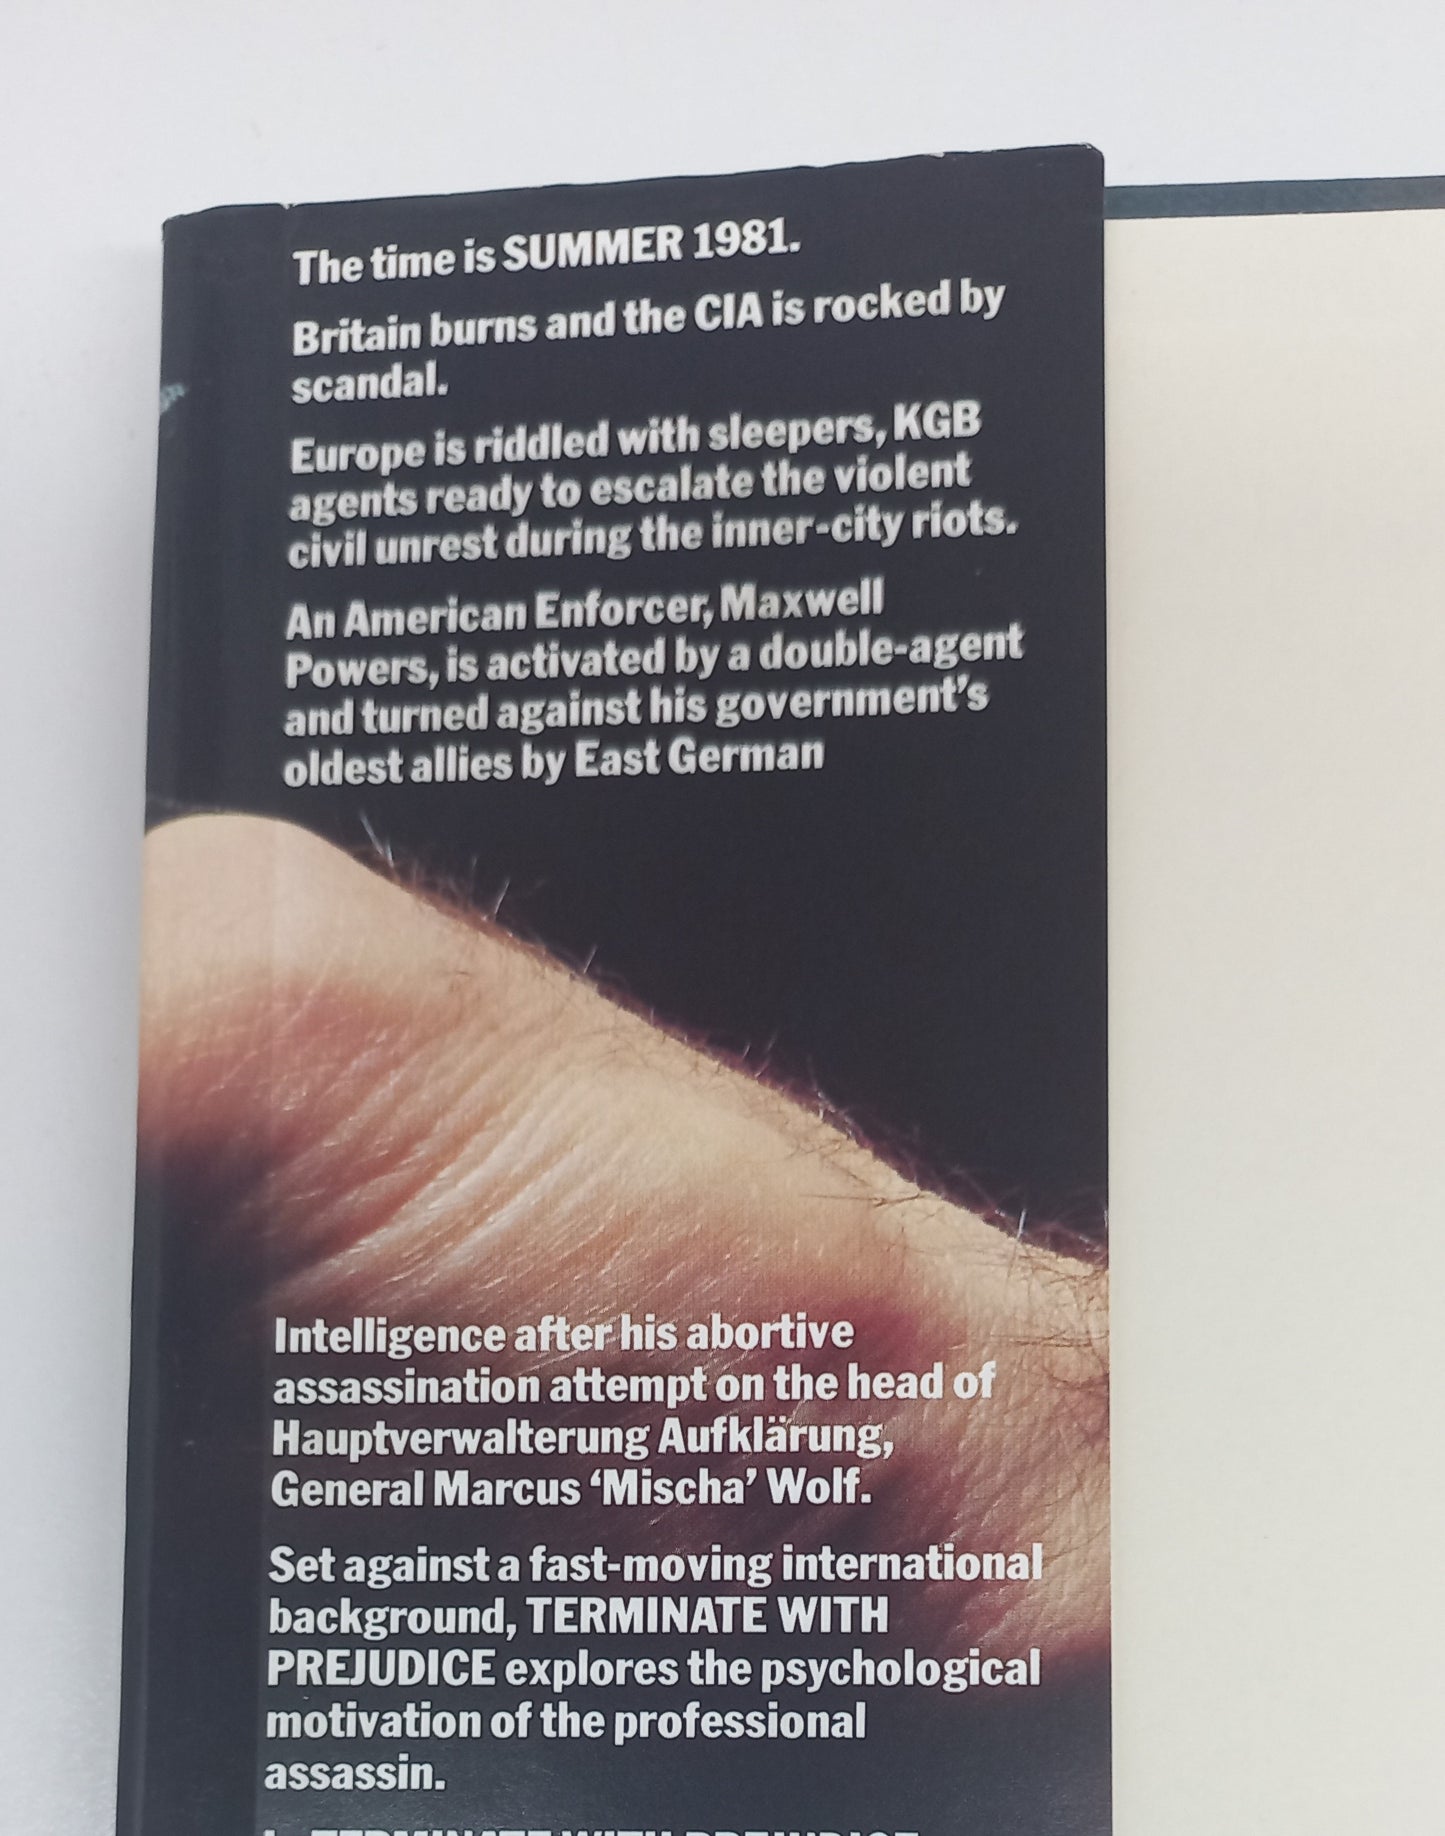 The time is SUMMER 1981.
Britain burns and the CIA is rocked by
scandal.
Europe is riddled with sleepers, KGB
agents ready to escalate the violent
civil unrest during the inner-city riots.
An American Enforcer, Maxwell
Powers, is activated by a double-agent
and turned against his government's
oldest allies by East German
Intelligence after his abortive
assassination attempt on the head of
Hauptverwalterung Aufklärung,
General Marcus ‘Mischa’ Wolf.
Set against a fast-moving international
background, TERMINATE WITH
PREJUDICE explores the psychological
motivation of the professional
assassin.
TERMINATE WITH PREJUDICE